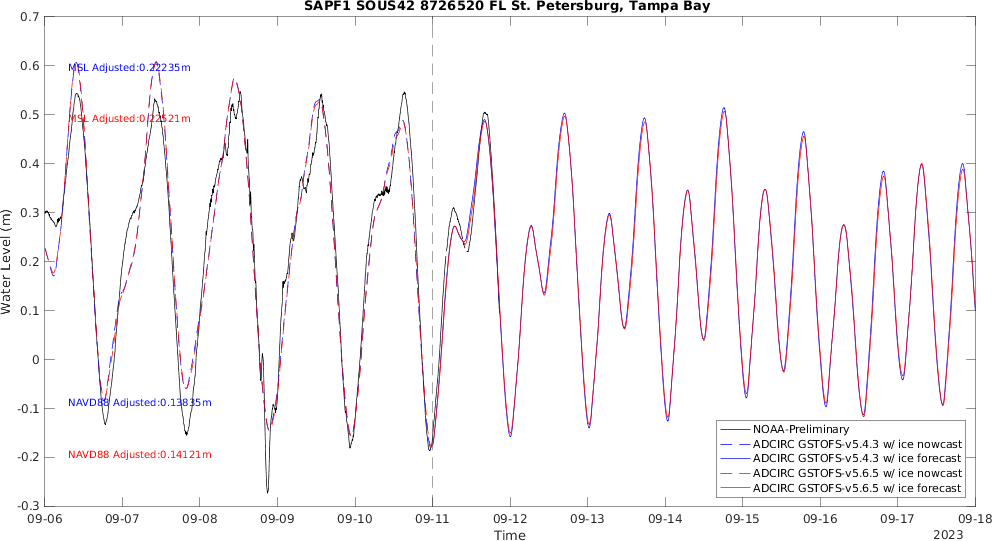 SAPF1 SOUS42 8726520 FL St. Petersburg, Tampa Bay
0.7
0.6
0.5
0.4
0.3
0.2
0.1
0
-0.1
-0.2
-0.3
Water Level (m)
MSL Adjusted:0.22235m
MSL Adjusted:0.22521m
NAVD88 Adjusted:0.13835m
NAVD88 Adjusted:0.14121m
NOAA-Preliminary
ADCIRC GSTOFS-v5.4.3 w/ ice nowcast
ADCIRC GSTOFS-v5.4.3 w/ ice forecast
ADCIRC GSTOFS-v5.6.5 w/ ice nowcast
ADCIRC GSTOFS-v5.6.5 w/ ice forecast
09-06 09-07 09-08 09-09 09-10 09-11 09-12 09-13 09-14 09-15 09-16 09-17 09-18
Time
2023